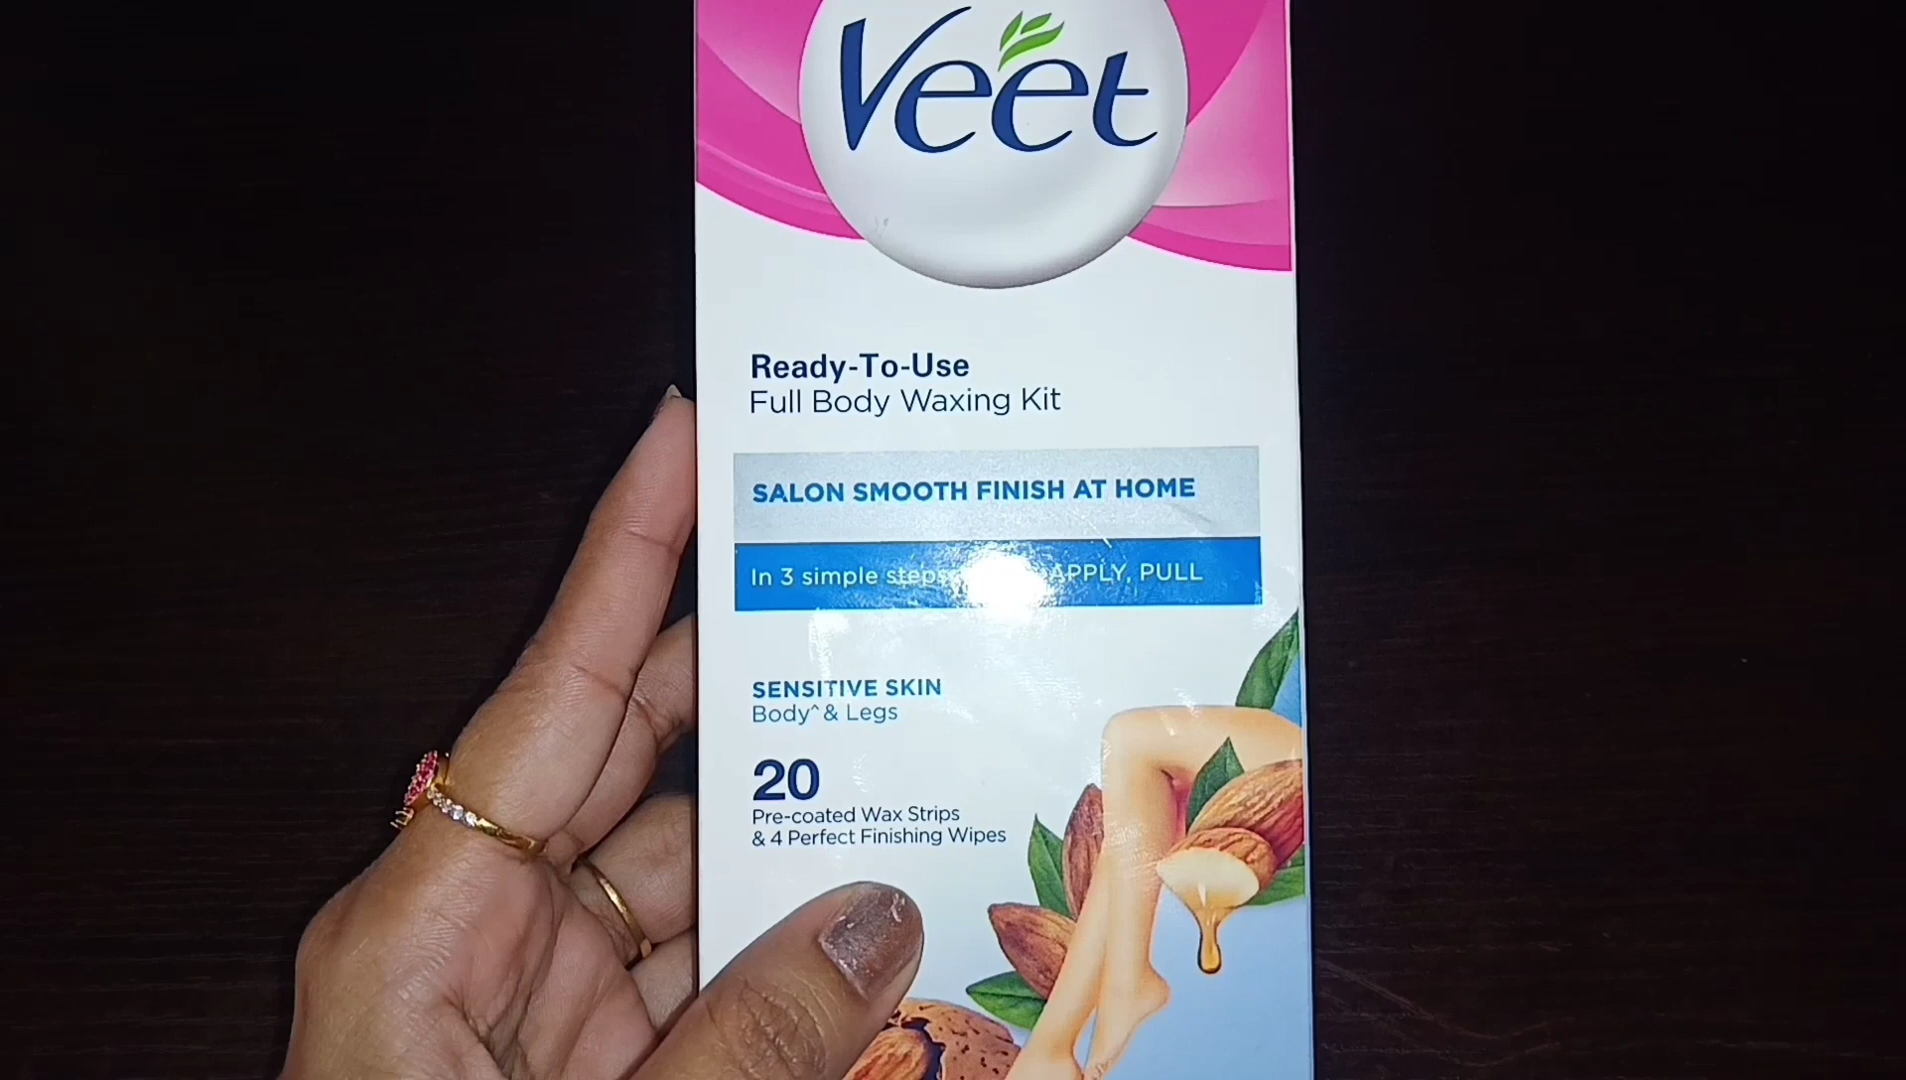 Veet
Ready-To-Use
Full Body Waxing Kit
SALON SMOOTH FINISH AT HOME
In 3 simple steps APPLY, PULL
SENSITIVE SKIN
Body^ & Legs
20
Pre-coated Wax Strips
& 4 Perfect Finishing Wipes